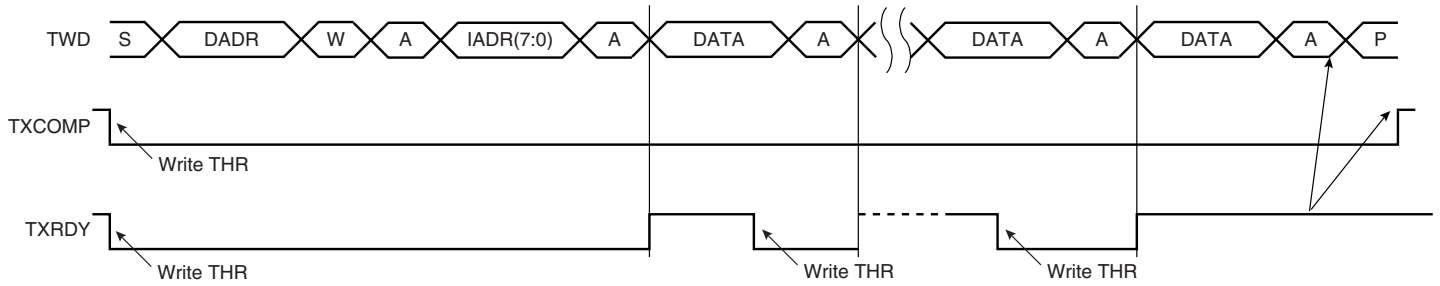 TWD S DADR W A IADR(7:0) A DATA A DATA A DATA A P
TXCOMP
Write THR
TXRDY
Write THR Write THR Write THR